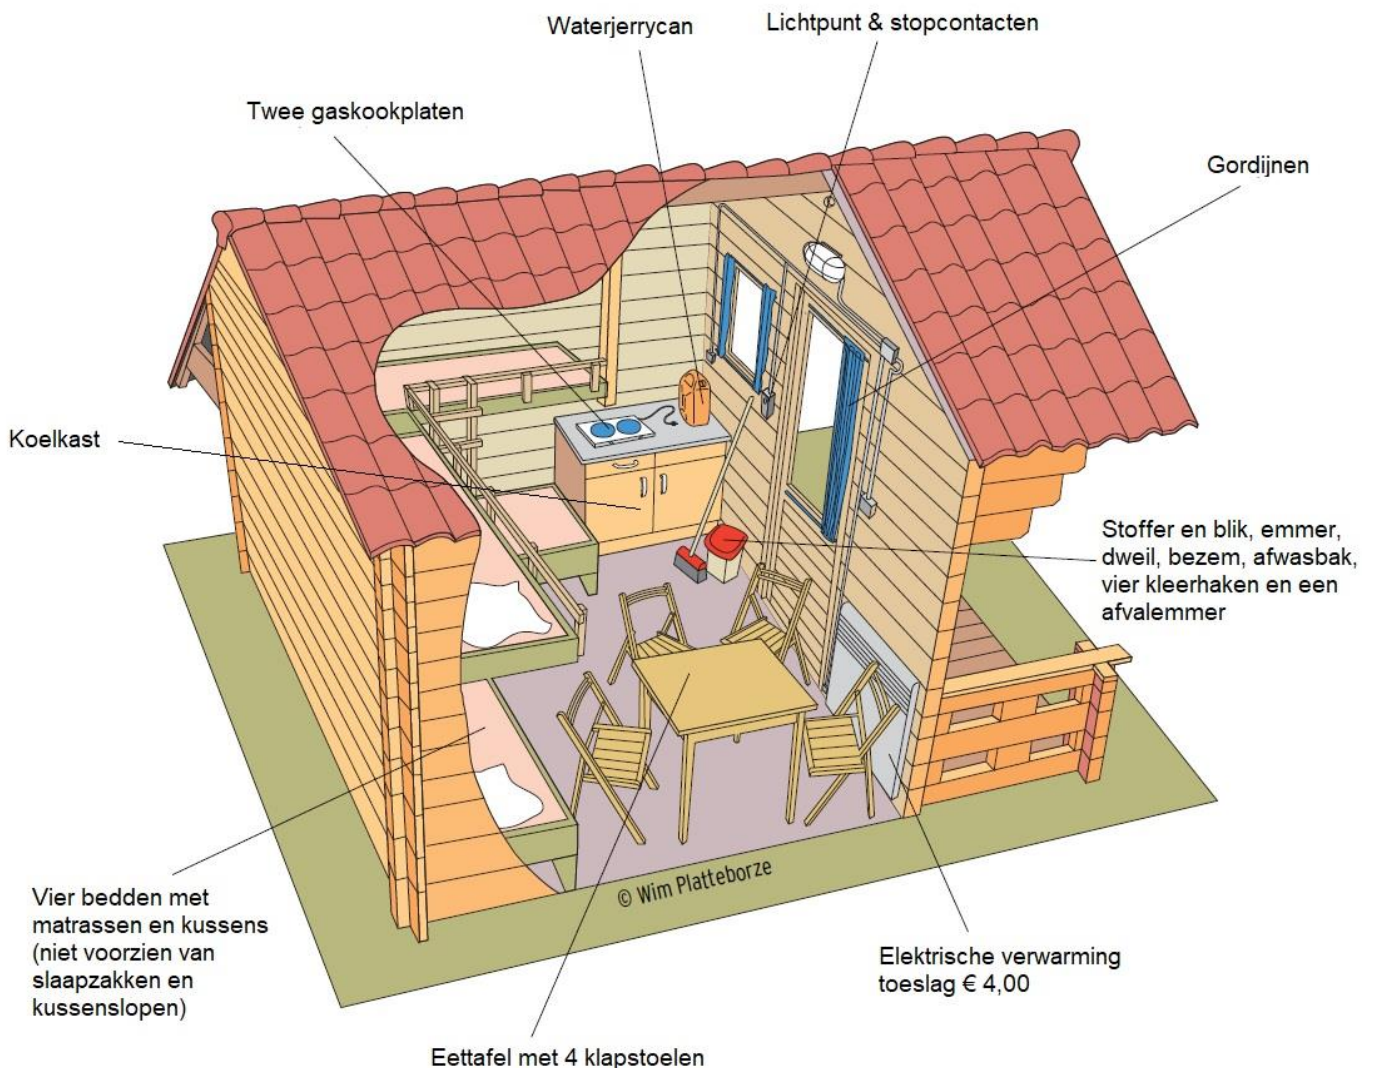 Waterjerrycan
Lichtpunt & stopcontacten
Twee gaskookplaten
Gordijnen
Koelkast
Stoffer en blik, emmer,
dweil, bezem, afwasbak,
vier kleerhaken en een
afvalemmer
© Wim Platteborze
Vier bedden met
matrassen en kussens
(niet voorzien van
slaapzakken en
kussenslopen)
Elektrische verwarming
toeslag € 4,00
Eettafel met 4 klapstoelen